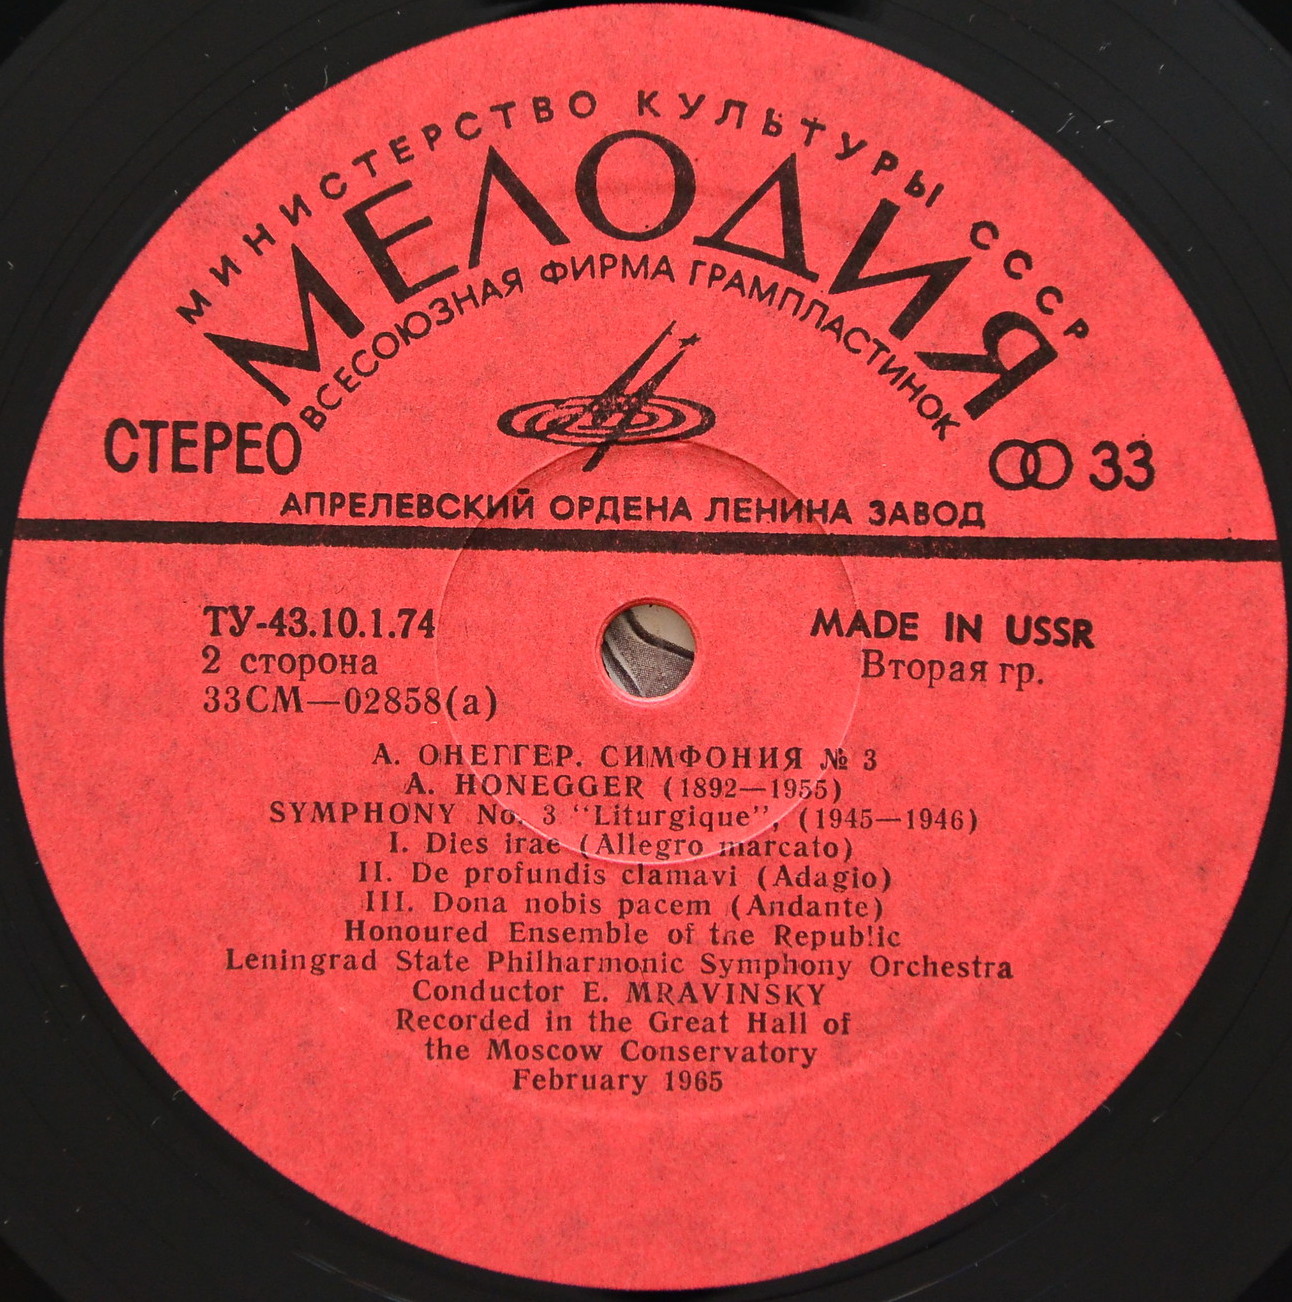 МИНИСТЕРСТВО КУЛЬТУРЫ СССР
МЕЛОДИЯ
ВСЕСОЮЗНАЯ ФИРМА ГРАМПЛАСТИНОК
СТЕРЕО
33
АПРЕЛЕВСКИЙ ОРДЕНА ЛЕНИНА ЗАВОД
ТУ-43.10.1.74
MADE IN USSR
2 сторона
Вторая гр.
33СМ—02858(а)
А. ОНЕГГЕР. СИМФОНИЯ № 3
A. HONEGGER (1892—1955)
SYMPHONY No. 3 "Liturgique", (1945—1946)
I. Dies irae (Allegro marcato)
II. De profundis clamavi (Adagio)
III. Dona nobis pacem (Andante)
Honoured Ensemble of the Republic
Leningrad State Philharmonic Symphony Orchestra
Conductor E. MRAVINSKY
Recorded in the Great Hall of
the Moscow Conservatory
February 1965